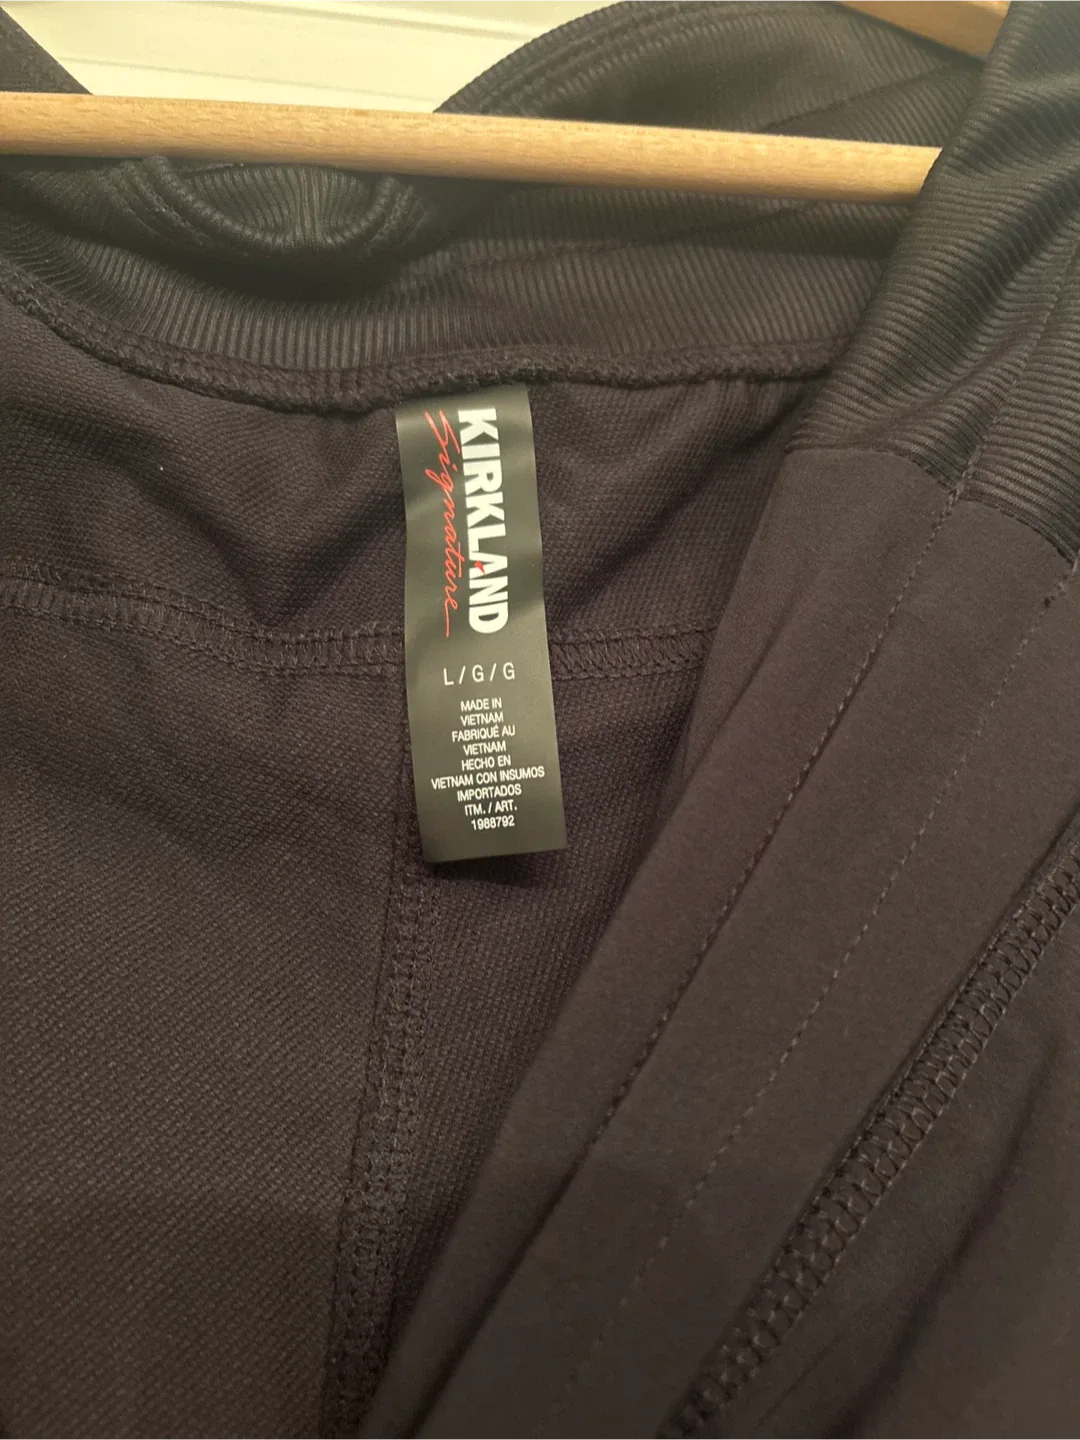 KIRKLAND
Signature
L/G/G
MADE IN
VIETNAM
FABRIQUÉ AU
VIETNAM
HECHO EN
VIETNAM CON INSUMOS
IMPORTADOS
ITM. / ART.
1988792